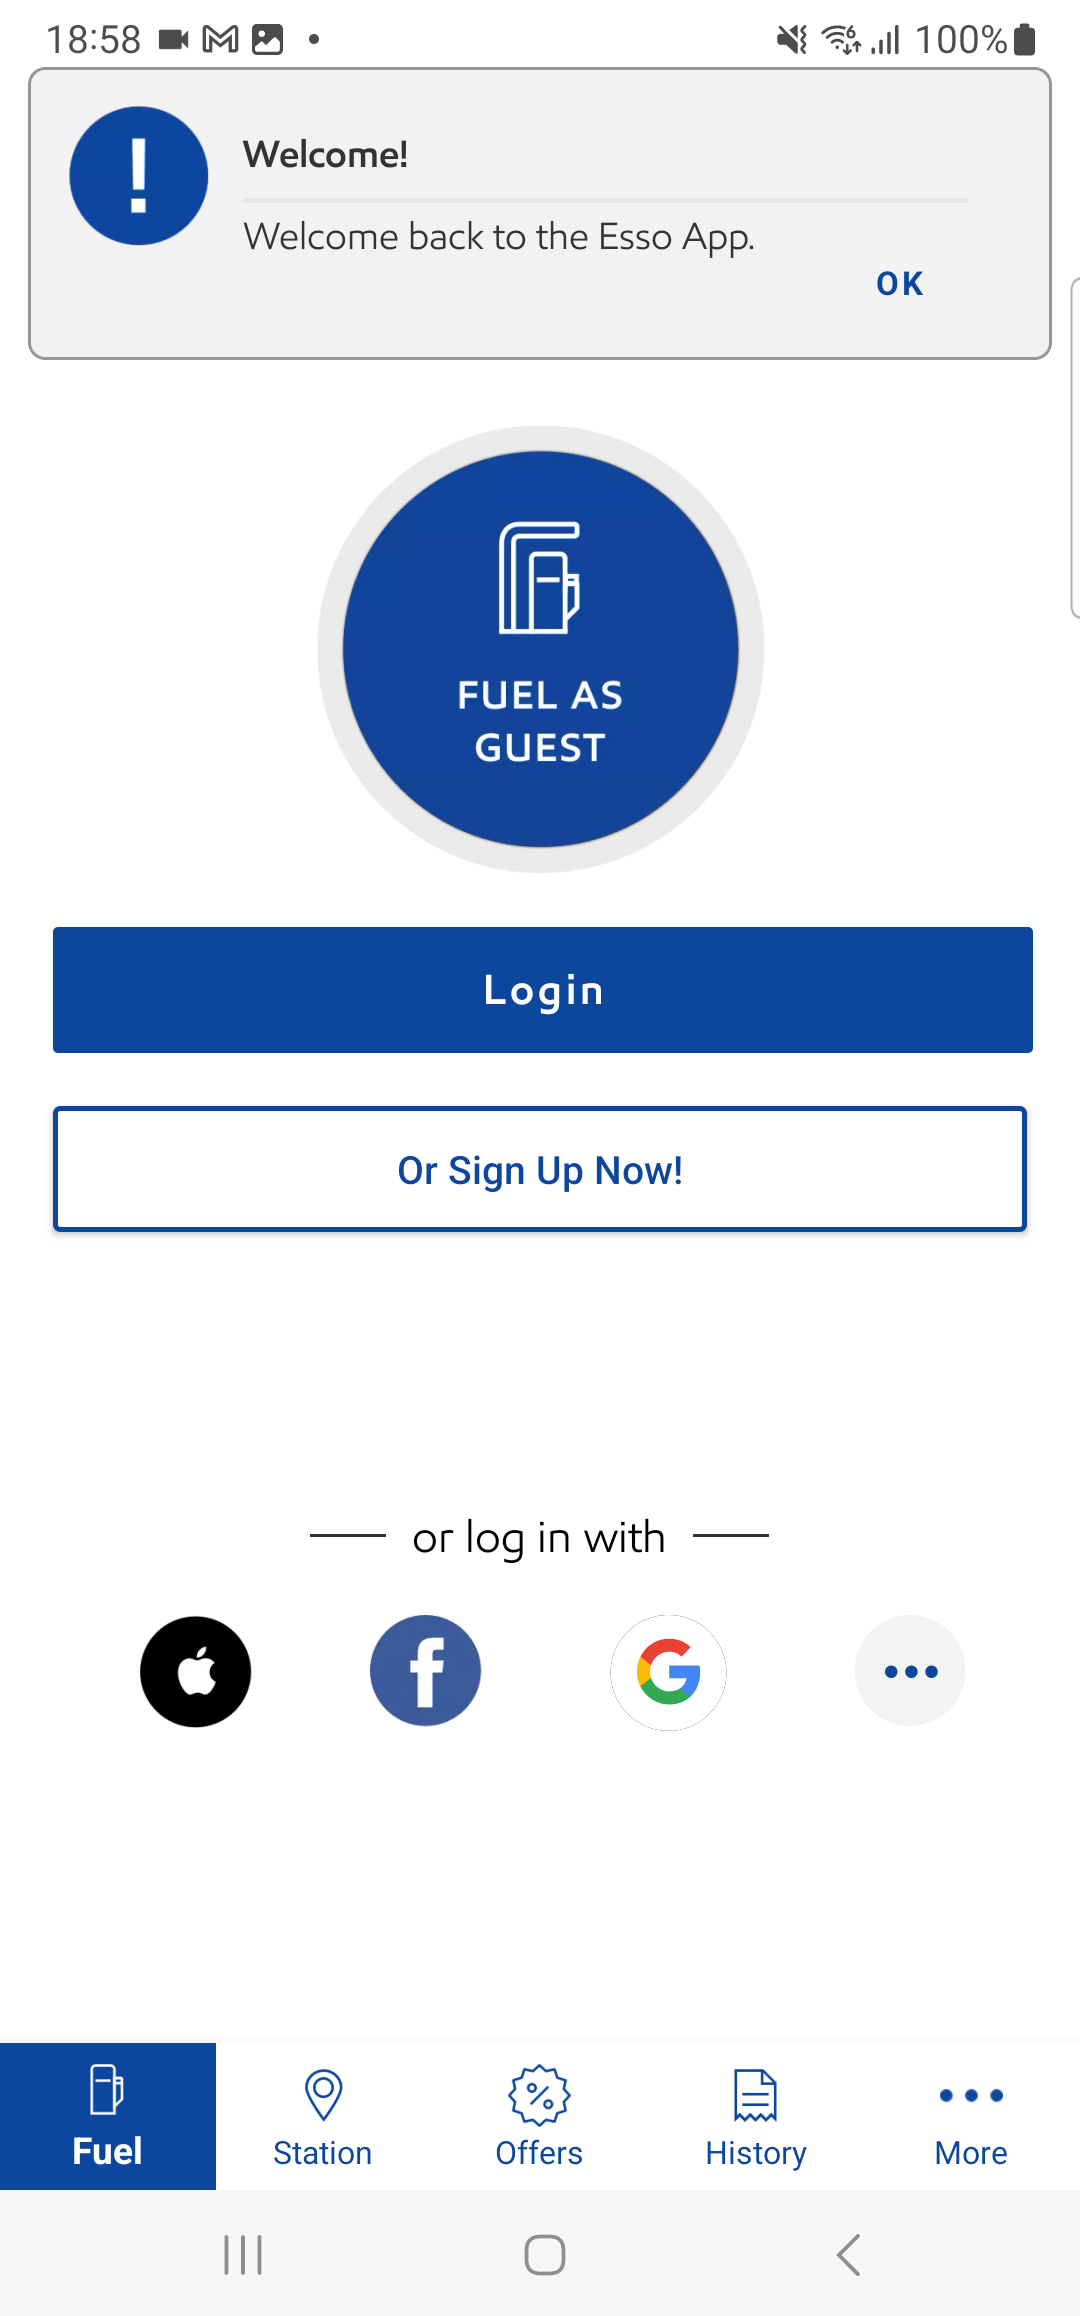 18:58
100%
Welcome!
Welcome back to the Esso App.
OK
FUEL AS
GUEST
Login
Or Sign Up Now!
or log in with
Fuel
Station
Offers
History
More